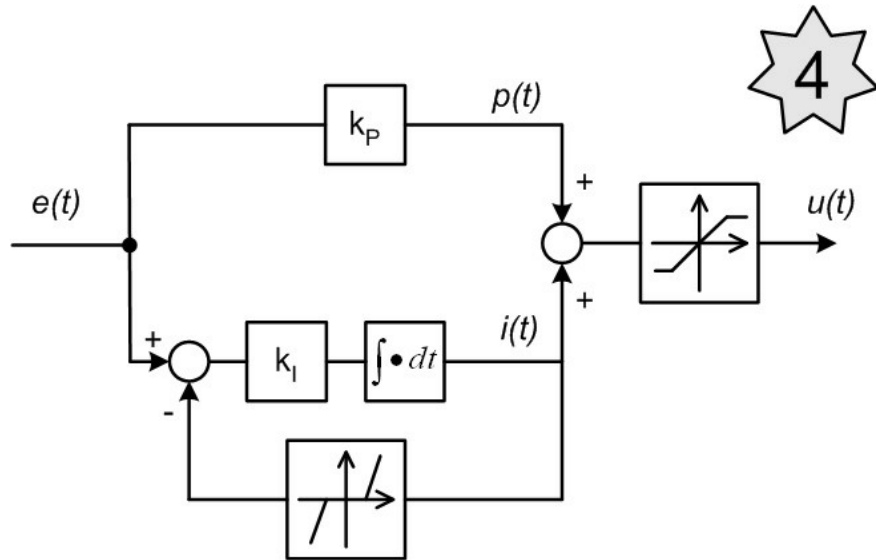 4
p(t)
k_P
e(t)
+
u(t)
+
+
k_I
∫•dt
i(t)
-